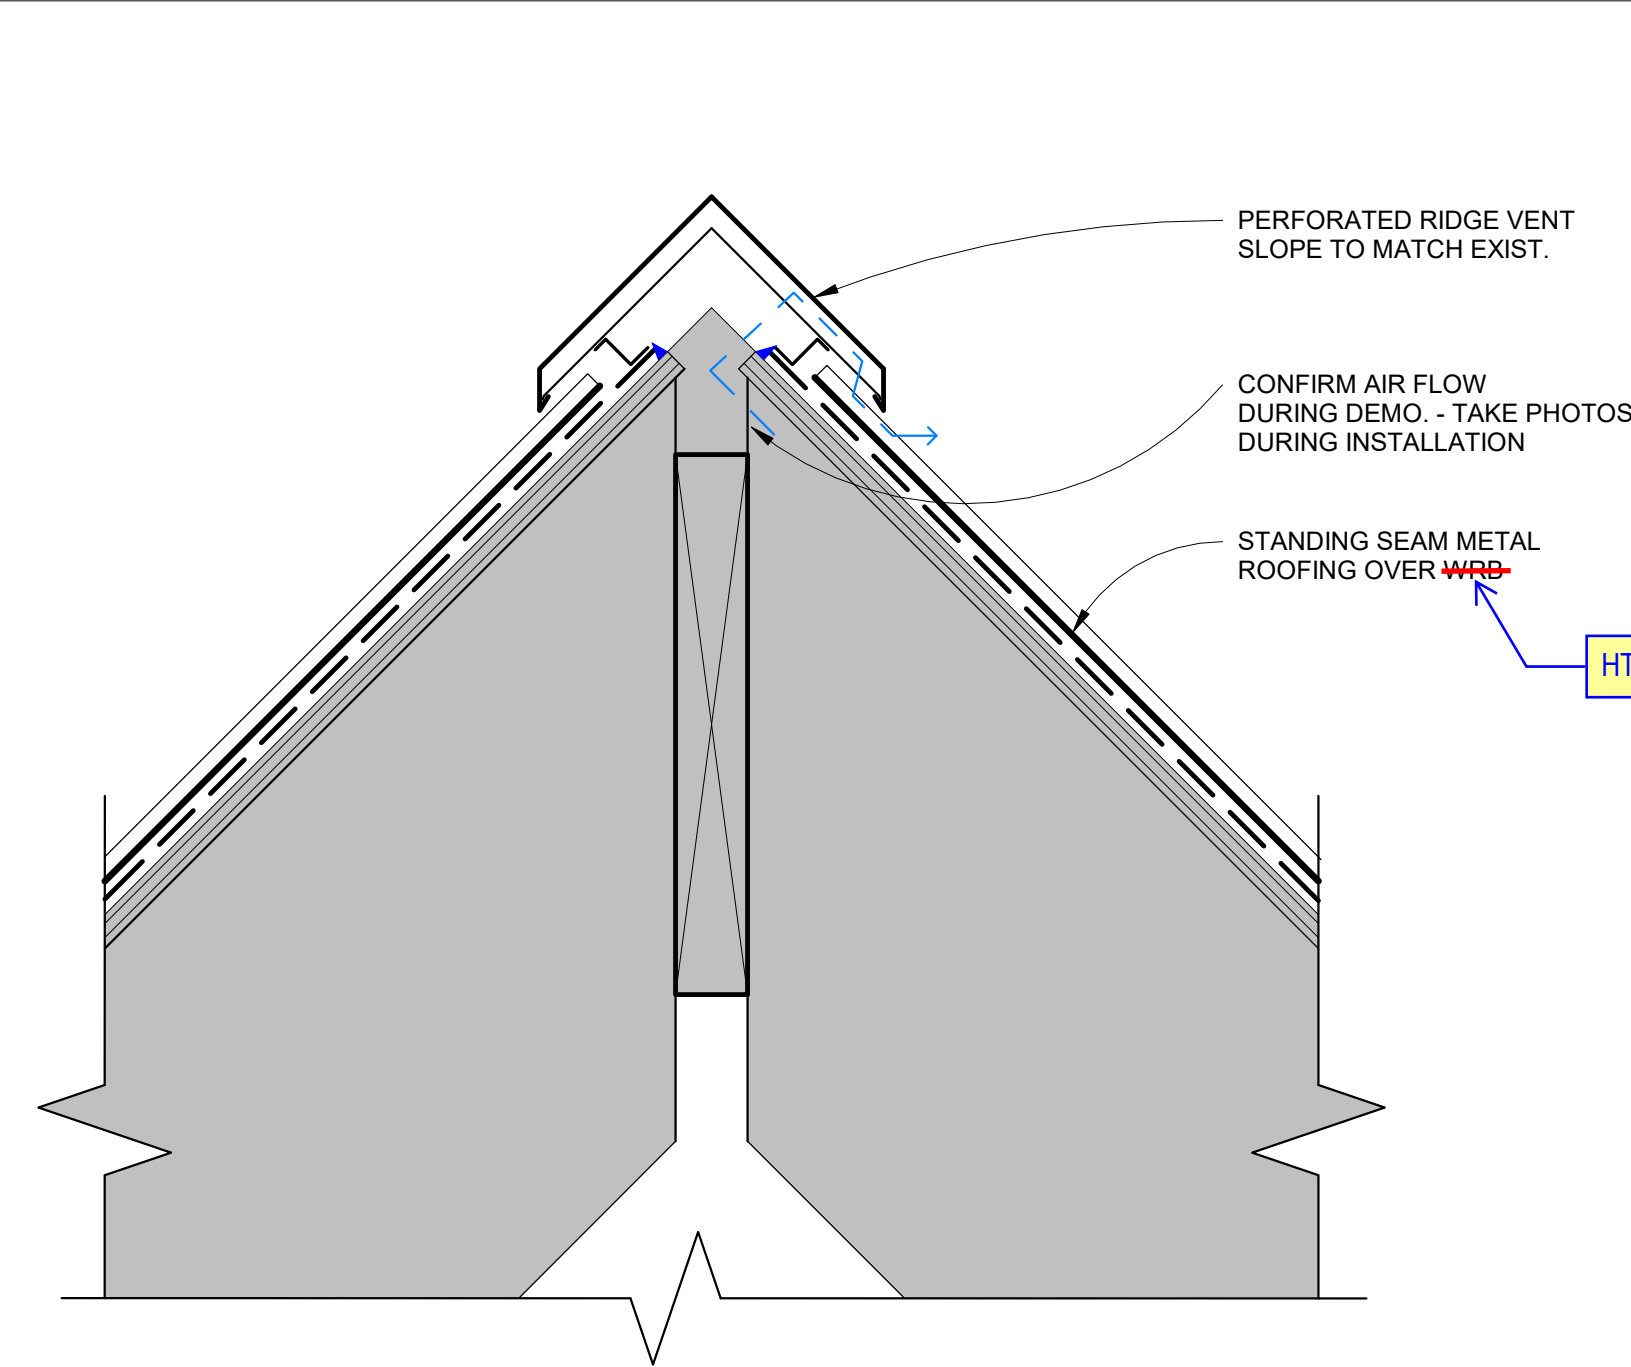 PERFORATED RIDGE VENT
SLOPE TO MATCH EXIST.
CONFIRM AIR FLOW
DURING DEMO. - TAKE PHOTOS
DURING INSTALLATION
STANDING SEAM METAL
ROOFING OVER WRB
HT